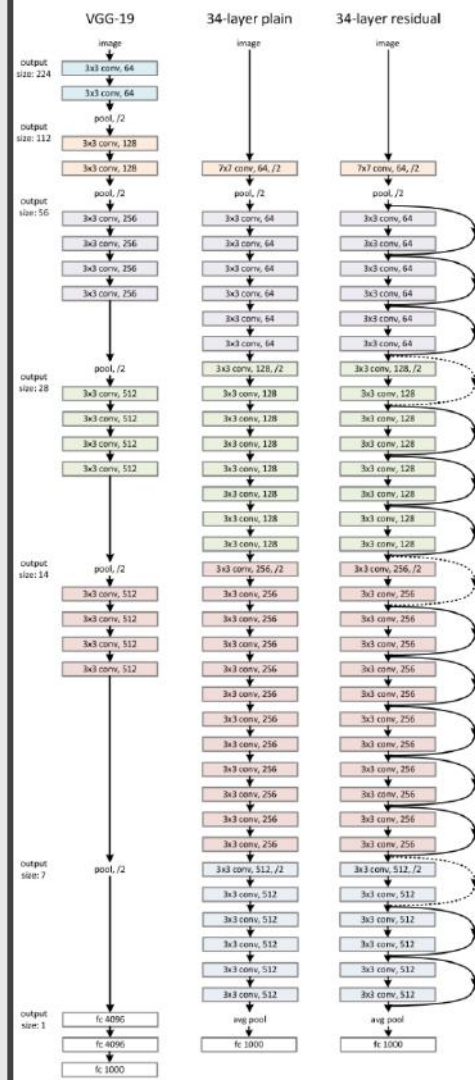 VGG-19
image
output
size: 224
3x3 conv, 64
3x3 conv, 64
pool, /2
output
size: 112
3x3 conv, 128
3x3 conv, 128
pool, /2
output
size: 56
3x3 conv, 256
3x3 conv, 256
3x3 conv, 256
3x3 conv, 256
pool, /2
output
size: 28
3x3 conv, 512
3x3 conv, 512
3x3 conv, 512
3x3 conv, 512
pool, /2
output
size: 14
3x3 conv, 512
3x3 conv, 512
3x3 conv, 512
3x3 conv, 512
output
size: 7
pool, /2
output
size: 1
fc 4096
fc 4096
fc 1000
34-layer plain
image
7x7 conv, 64, /2
pool, /2
3x3 conv, 64
3x3 conv, 64
3x3 conv, 64
3x3 conv, 64
3x3 conv, 64
3x3 conv, 64
3x3 conv, 128, /2
3x3 conv, 128
3x3 conv, 128
3x3 conv, 128
3x3 conv, 128
3x3 conv, 128
3x3 conv, 128
3x3 conv, 128
3x3 conv, 256, /2
3x3 conv, 256
3x3 conv, 256
3x3 conv, 256
3x3 conv, 256
3x3 conv, 256
3x3 conv, 256
3x3 conv, 256
3x3 conv, 256
3x3 conv, 256
3x3 conv, 256
3x3 conv, 256
3x3 conv, 512, /2
3x3 conv, 512
3x3 conv, 512
3x3 conv, 512
3x3 conv, 512
3x3 conv, 512
avg pool
fc 1000
34-layer residual
image
7x7 conv, 64, /2
pool, /2
3x3 conv, 64
3x3 conv, 64
3x3 conv, 64
3x3 conv, 64
3x3 conv, 64
3x3 conv, 64
3x3 conv, 128, /2
3x3 conv, 128
3x3 conv, 128
3x3 conv, 128
3x3 conv, 128
3x3 conv, 128
3x3 conv, 128
3x3 conv, 128
3x3 conv, 256, /2
3x3 conv, 256
3x3 conv, 256
3x3 conv, 256
3x3 conv, 256
3x3 conv, 256
3x3 conv, 256
3x3 conv, 256
3x3 conv, 256
3x3 conv, 256
3x3 conv, 256
3x3 conv, 256
3x3 conv, 512, /2
3x3 conv, 512
3x3 conv, 512
3x3 conv, 512
3x3 conv, 512
3x3 conv, 512
avg pool
fc 1000